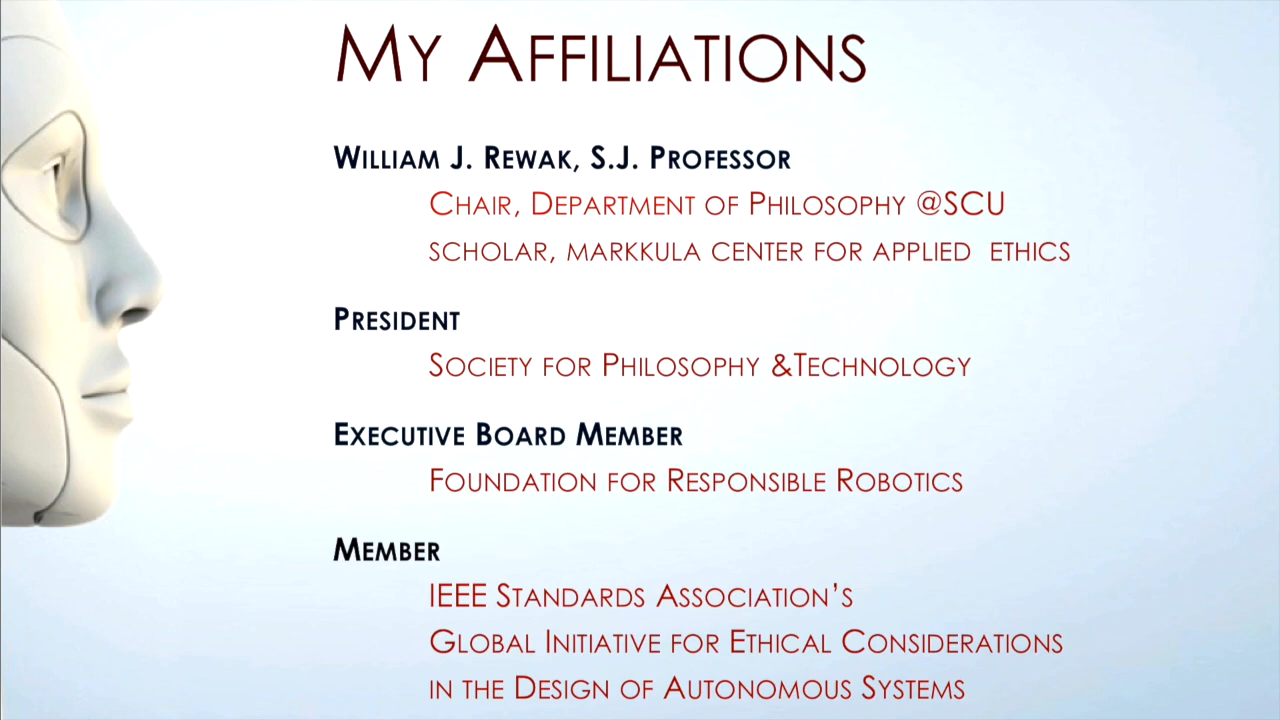 My Affiliations
William J. Rewak, S.J. Professor
Chair, Department of Philosophy @SCU
scholar, markkula center for applied ethics
President
Society for Philosophy &Technology
Executive Board Member
Foundation for Responsible Robotics
Member
IEEE Standards Association’s
Global Initiative for Ethical Considerations
in the Design of Autonomous Systems